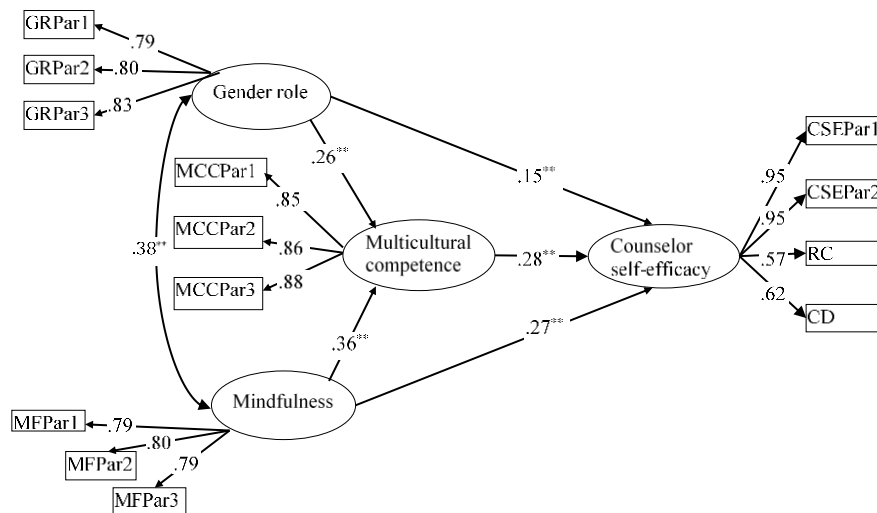 GRPar1
.79
GRPar2
.80
GRPar3
.83
Gender role
.26**
.15**
MCCPar1
.85
MCCPar2
.86
MCCPar3
.88
.38**
Multicultural
competence
.28**
Counselor
self-efficacy
CSEPar1
.95
CSEPar2
.95
RC
.57
CD
.62
.36**
.27**
Mindfulness
MFPar1
.79
MFPar2
.80
MFPar3
.79